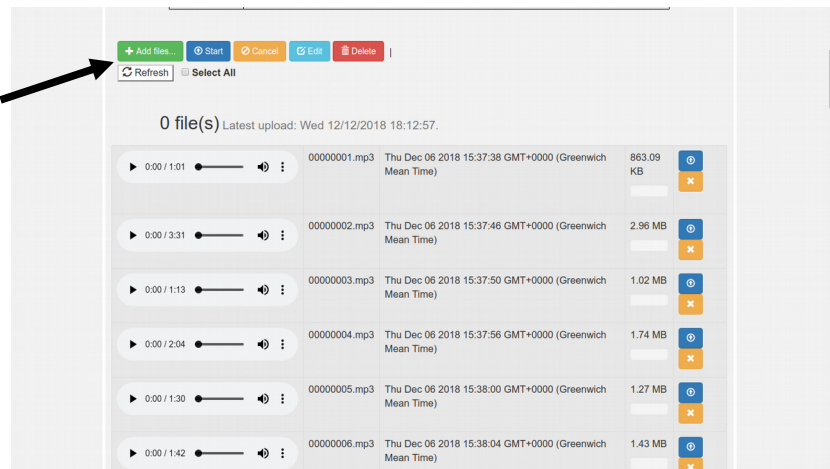 Add files... Start Cancel Edit Delete |
Refresh Select All
0 file(s) Latest upload: Wed 12/12/2018 18:12:57.
0:00 / 1:01 00000001.mp3 Thu Dec 06 2018 15:37:38 GMT+0000 (Greenwich 863.09
Mean Time) KB
0:00 / 3:31 00000002.mp3 Thu Dec 06 2018 15:37:46 GMT+0000 (Greenwich 2.96 MB
Mean Time)
0:00 / 1:13 00000003.mp3 Thu Dec 06 2018 15:37:50 GMT+0000 (Greenwich 1.02 MB
Mean Time)
0:00 / 2:04 00000004.mp3 Thu Dec 06 2018 15:37:56 GMT+0000 (Greenwich 1.74 MB
Mean Time)
0:00 / 1:30 00000005.mp3 Thu Dec 06 2018 15:38:00 GMT+0000 (Greenwich 1.27 MB
Mean Time)
0:00 / 1:42 00000006.mp3 Thu Dec 06 2018 15:38:04 GMT+0000 (Greenwich 1.43 MB
Mean Time)